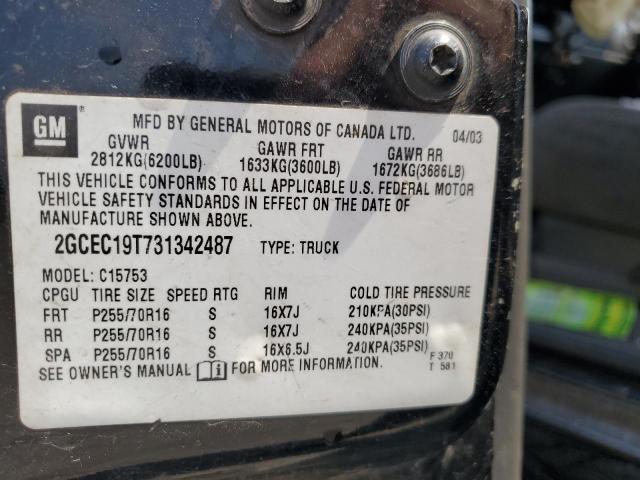 GM
®
MFD BY GENERAL MOTORS OF CANADA LTD.
04/03
GVWR GAWR FRT GAWR RR
2812KG(6200LB) 1633KG(3600LB) 1672KG(3686LB)
THIS VEHICLE CONFORMS TO ALL APPLICABLE U.S. FEDERAL MOTOR
VEHICLE SAFETY STANDARDS IN EFFECT ON THE DATE OF
MANUFACTURE SHOWN ABOVE.
2GCEC19T731342487 TYPE: TRUCK
MODEL: C15753
CPGU TIRE SIZE SPEED RTG RIM COLD TIRE PRESSURE
FRT P255/70R16 S 16X7J 210KPA(30PSI)
RR P255/70R16 S 16X7J 240KPA(35PSI)
SPA P255/70R16 S 16X6.5J 240KPA(35PSI)
SEE OWNER'S MANUAL i FOR MORE INFORMATION.
F 370
T 581